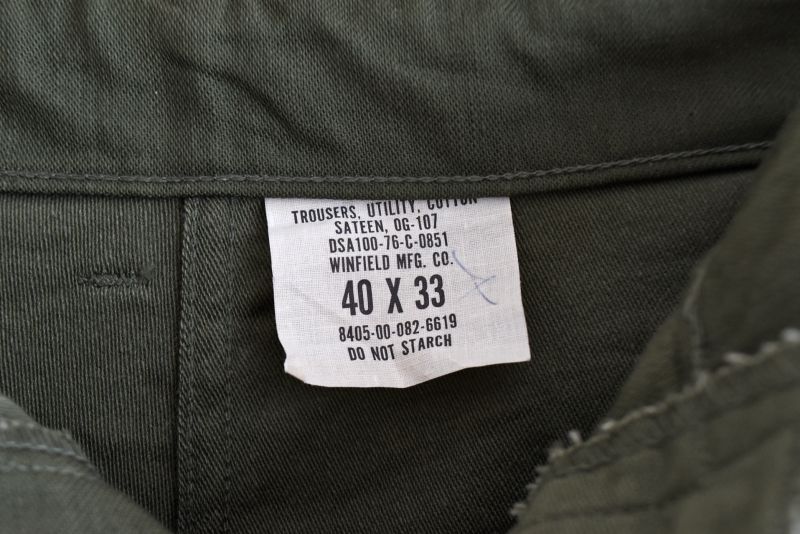 TROUSERS, UTILITY, COTTON
SATEEN, OG-107
DSA100-76-C-0851
WINFIELD MFG. CO.
40 X 33
8405-00-082-6619
DO NOT STARCH